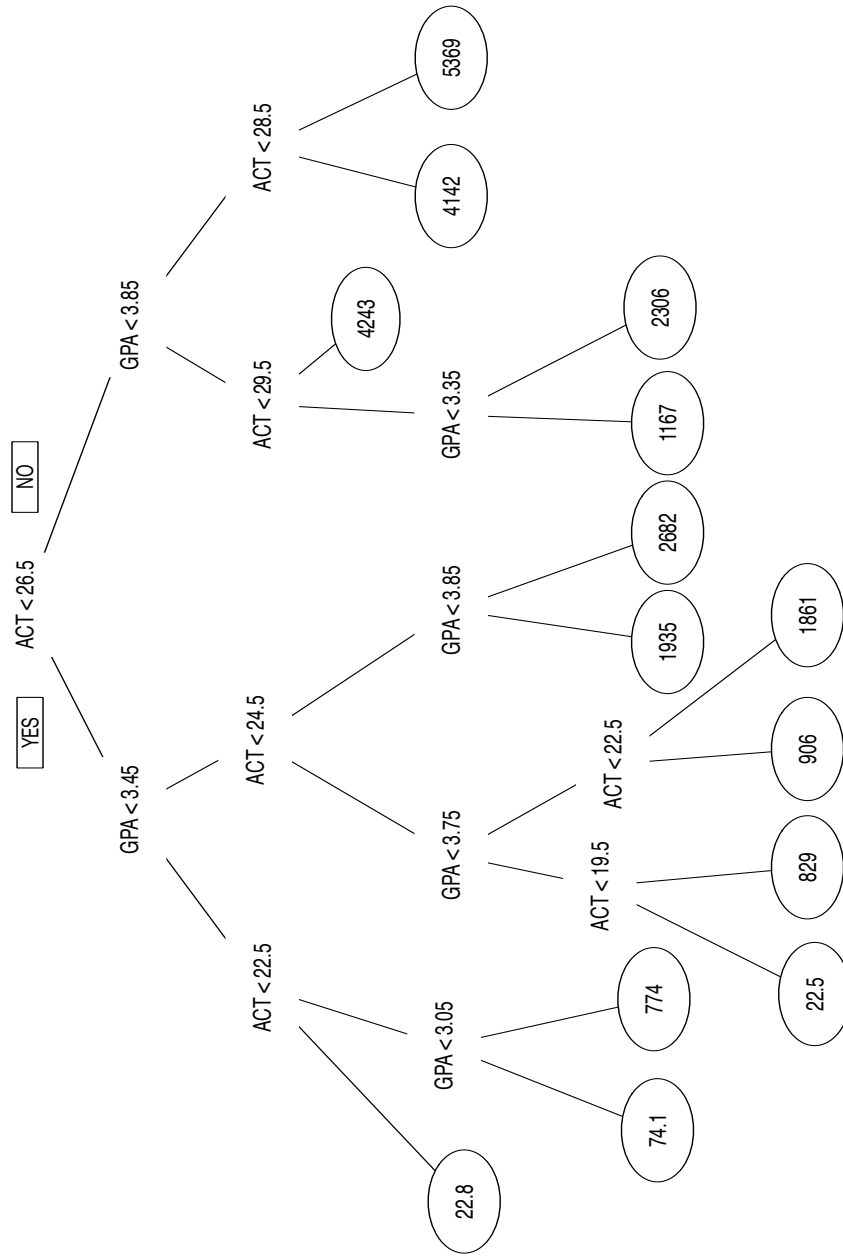 ACT < 26.5
YES
NO
GPA < 3.45
GPA < 3.85
ACT < 22.5
ACT < 24.5
ACT < 29.5
ACT < 28.5
22.8
GPA < 3.05
GPA < 3.75
GPA < 3.85
GPA < 3.35
4243
4142
5369
74.1
774
ACT < 19.5
ACT < 22.5
1935
2682
1167
2306
22.5
829
906
1861